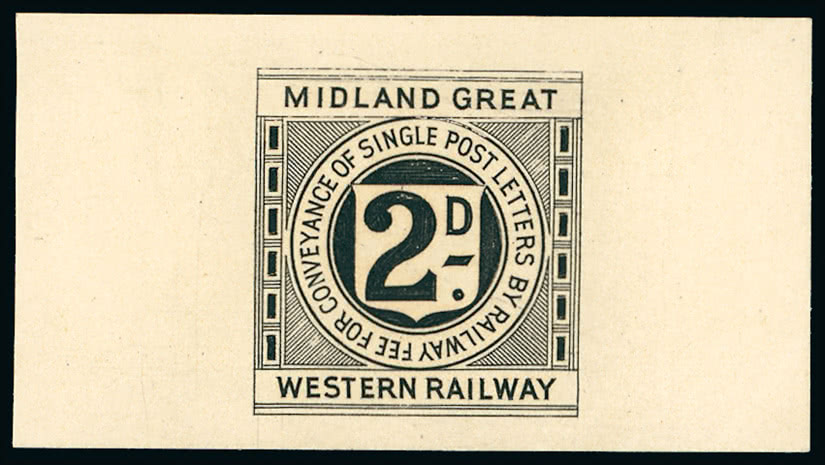 MIDLAND GREAT
FEE FOR CONVEYANCE OF SINGLE POST LETTERS BY RAILWAY
2D-.
WESTERN RAILWAY